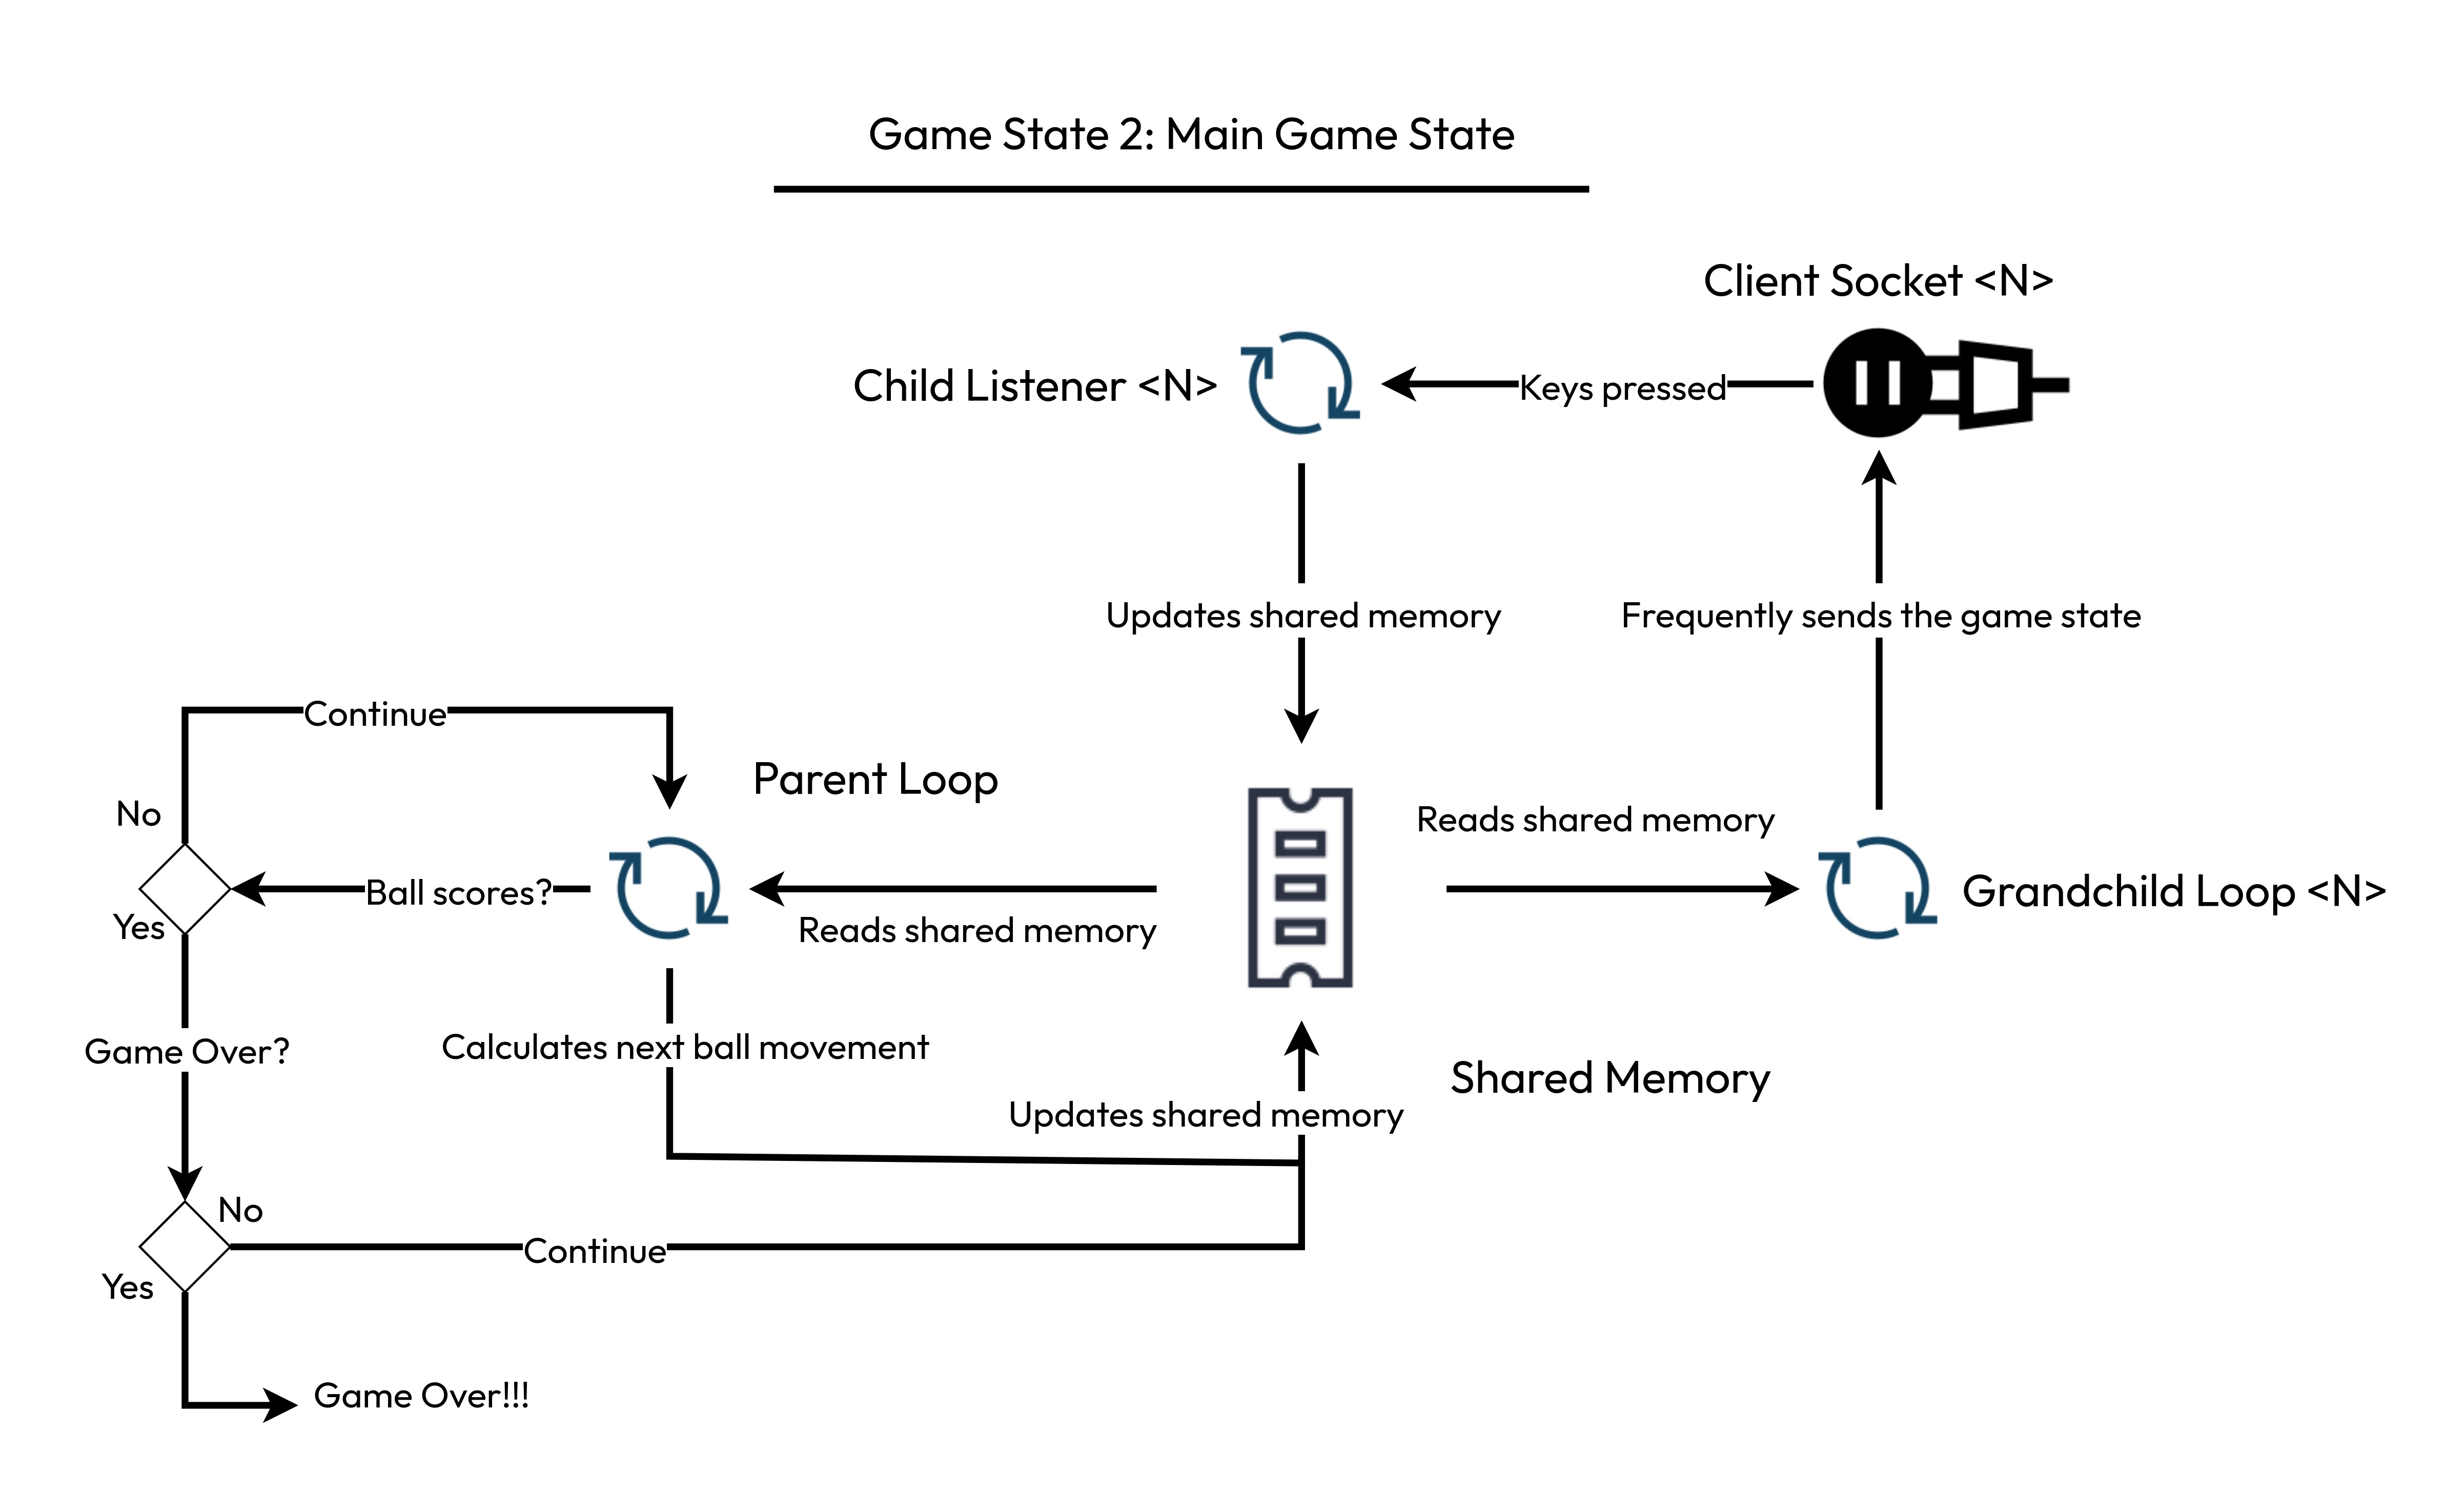 Game State 2: Main Game State
Client Socket <N>
Child Listener <N>
Keys pressed
Updates shared memory
Frequently sends the game state
Continue
Parent Loop
No
Reads shared memory
Ball scores?
Grandchild Loop <N>
Yes
Reads shared memory
Game Over?
Calculates next ball movement
Shared Memory
Updates shared memory
No
Continue
Yes
Game Over!!!